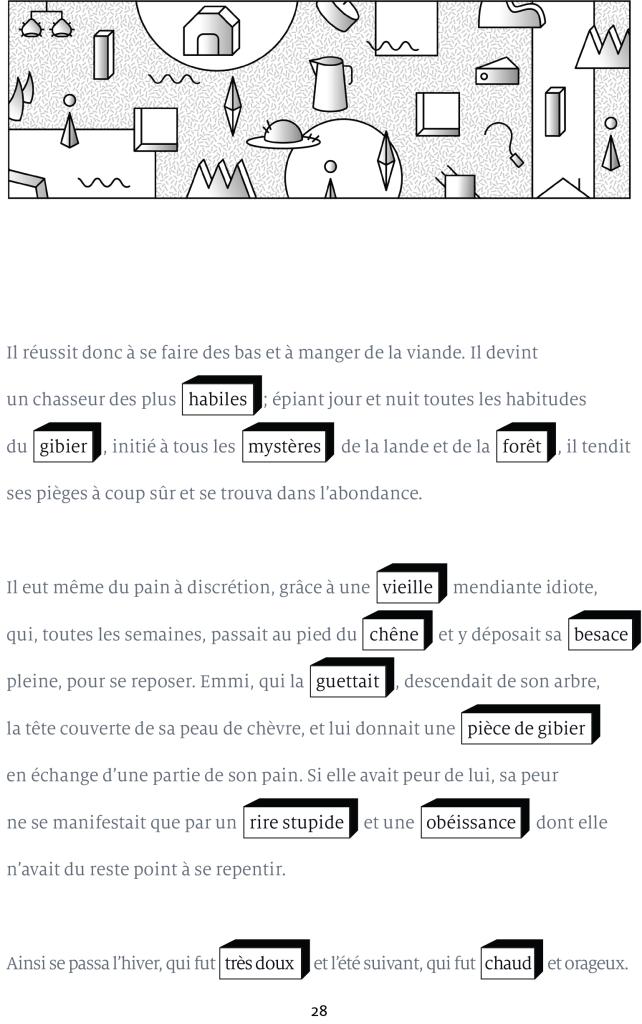 Il réussit donc à se faire des bas et à manger de la viande. Il devint
un chasseur des plus habiles ; épiant jour et nuit toutes les habitudes
du gibier, initié à tous les mystères de la lande et de la forêt, il tendit
ses pièges à coup sûr et se trouva dans l’abondance.
Il eut même du pain à discrétion, grâce à une vieille mendiante idiote,
qui, toutes les semaines, passait au pied du chêne et y déposait sa besace
pleine, pour se reposer. Emmi, qui la guettait, descendait de son arbre,
la tête couverte de sa peau de chèvre, et lui donnait une pièce de gibier
en échange d’une partie de son pain. Si elle avait peur de lui, sa peur
ne se manifestait que par un rire stupide et une obéissance dont elle
n’avait du reste point à se repentir.
Ainsi se passa l’hiver, qui fut très doux et l’été suivant, qui fut chaud et orageux.
28